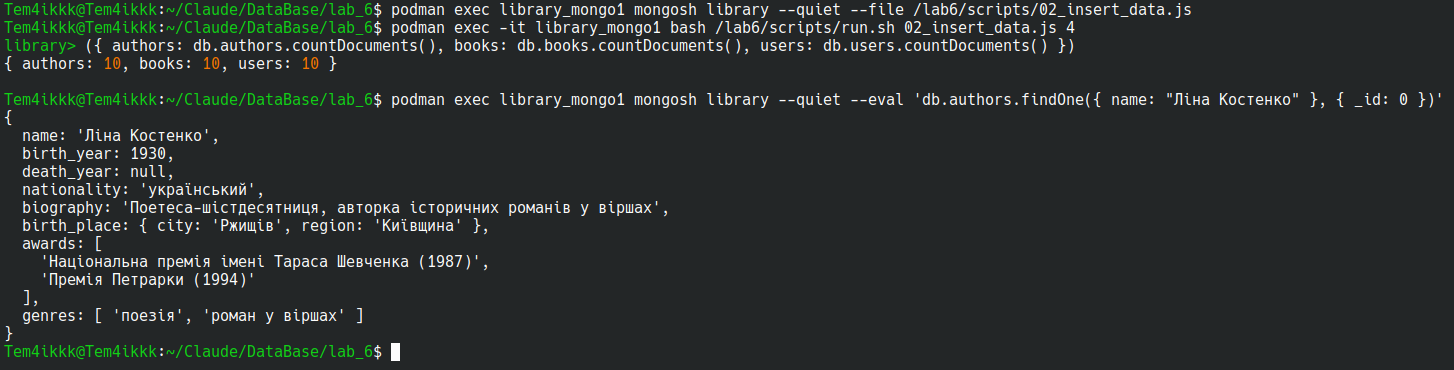 Tem4ikkk@Tem4ikkk:~/Claude/DataBase/lab_6$ podman exec library_mongo1 mongosh library --quiet --file /lab6/scripts/02_insert_data.js
Tem4ikkk@Tem4ikkk:~/Claude/DataBase/lab_6$ podman exec -it library_mongo1 bash /lab6/scripts/run.sh 02_insert_data.js 4
library> ({ authors: db.authors.countDocuments(), books: db.books.countDocuments(), users: db.users.countDocuments() })
{ authors: 10, books: 10, users: 10 }
Tem4ikkk@Tem4ikkk:~/Claude/DataBase/lab_6$ podman exec library_mongo1 mongosh library --quiet --eval 'db.authors.findOne({ name: "Ліна Костенко" }, { _id: 0 })'
{
  name: 'Ліна Костенко',
  birth_year: 1930,
  death_year: null,
  nationality: 'український',
  biography: 'Поетеса-шістдесятниця, авторка історичних романів у віршах',
  birth_place: { city: 'Ржищів', region: 'Київщина' },
  awards: [
    'Національна премія імені Тараса Шевченка (1987)',
    'Премія Петрарки (1994)'
  ],
  genres: [ 'поезія', 'роман у віршах' ]
}
Tem4ikkk@Tem4ikkk:~/Claude/DataBase/lab_6$